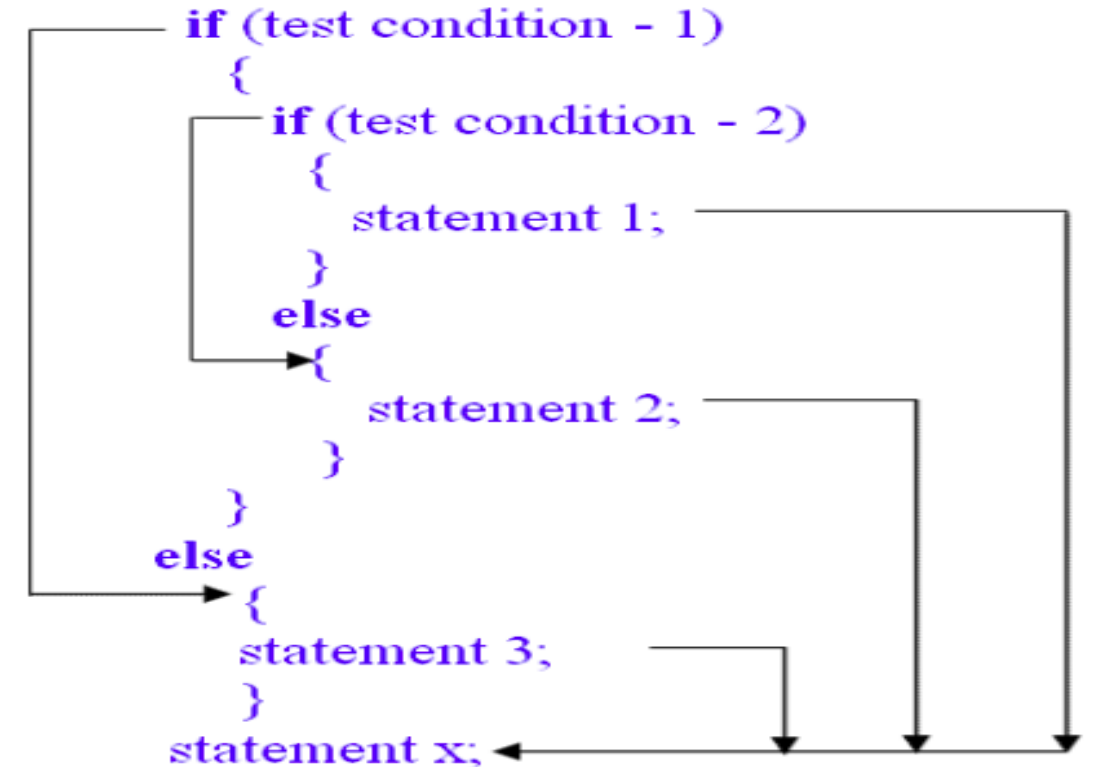 if (test condition - 1)
{
if (test condition - 2)
{
statement 1;
}
else
{
statement 2;
}
}
else
{
statement 3;
}
statement x;